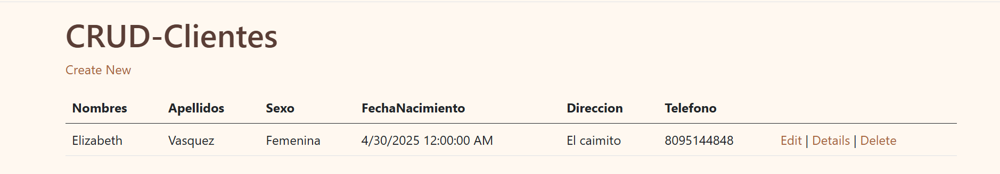 CRUD-Clientes
Create New
Nombres Apellidos Sexo FechaNacimiento Direccion Telefono
Elizabeth Vasquez Femenina 4/30/2025 12:00:00 AM El caimito 8095144848 Edit | Details | Delete